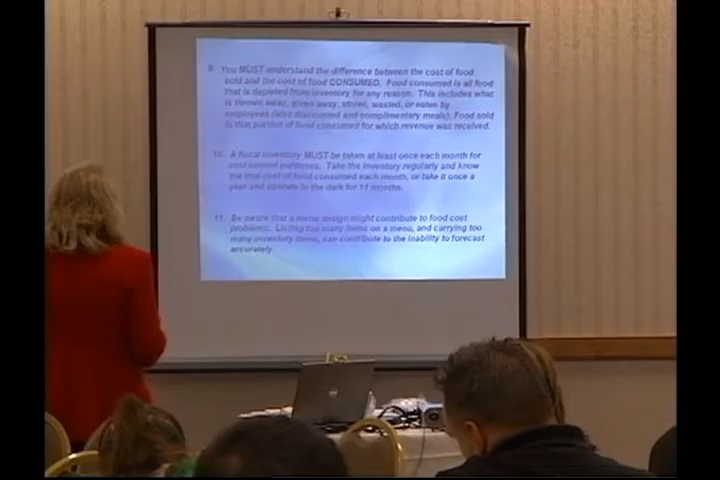 9. You MUST understand the difference between the cost of food
sold and the cost of food CONSUMED. Food consumed is all food
that is depleted from inventory for any reason. This includes what
is thrown away, given away, stolen, wasted, or eaten by
employees (also discounted and complimentary meals). Food sold
is that portion of food consumed for which revenue was received.
10. A fiscal inventory MUST be taken at least once each month for
cost control purposes. Take the inventory regularly and know
the true cost of food consumed each month, or take it once a
year and operate in the dark for 11 months.
11. Be aware that a menu design might contribute to food cost
problems. Listing too many items on a menu, and carrying too
many inventory items, can contribute to the inability to forecast
accurately.